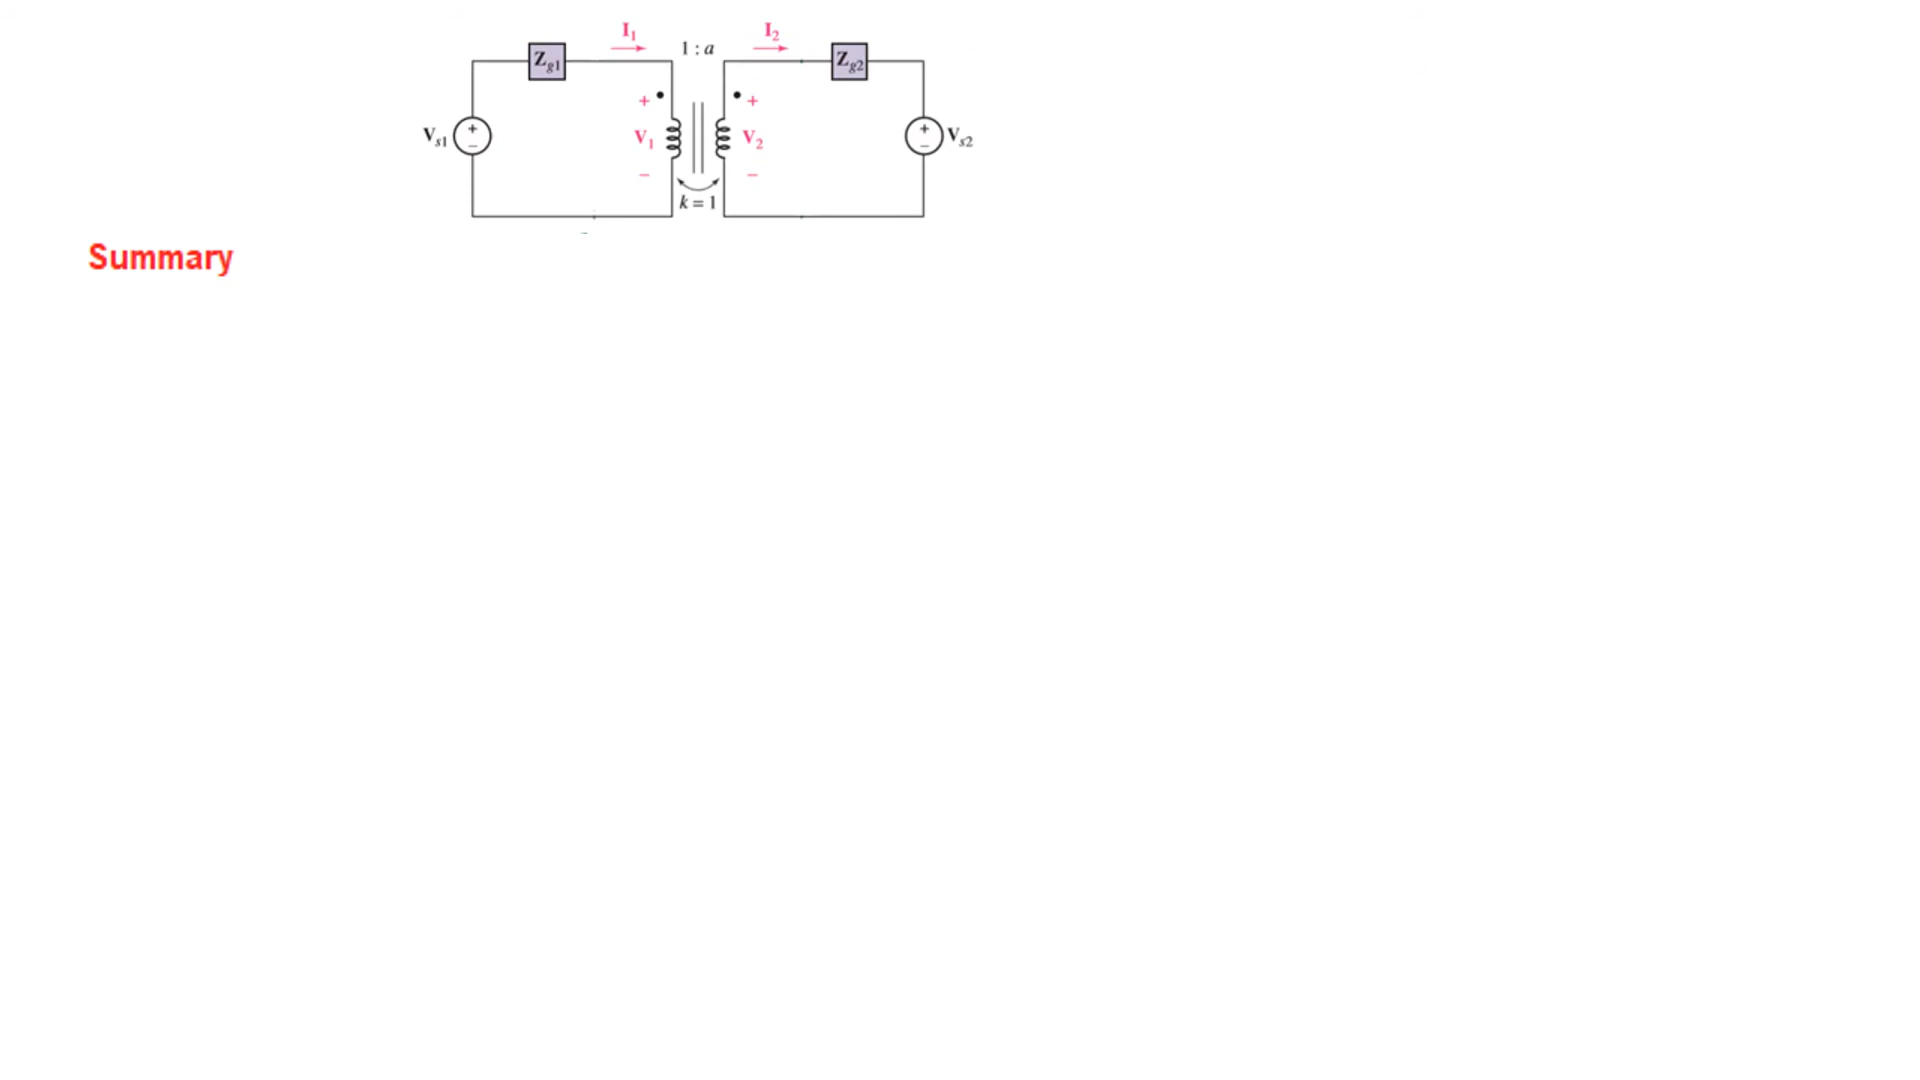 I1 I2
1 : a
Zg1 Zg2
+ +
Vs1 + − V1 V2 + − Vs2
− −
k = 1
Summary